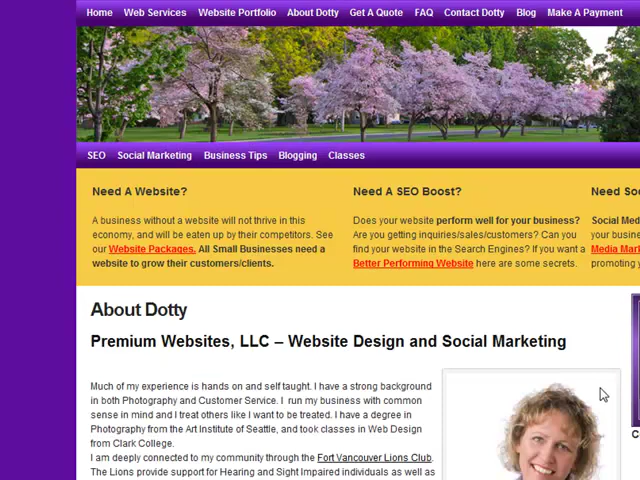 Home Web Services Website Portfolio About Dotty Get A Quote FAQ Contact Dotty Blog Make A Payment
SEO Social Marketing Business Tips Blogging Classes
Need A Website?
A business without a website will not thrive in this
economy, and will be eaten up by their competitors. See
our Website Packages. All Small Businesses need a
website to grow their customers/clients.
Need A SEO Boost?
Does your website perform well for your business?
Are you getting inquiries/sales/customers? Can you
find your website in the Search Engines? If you want a
Better Performing Website here are some secrets.
Need So
Social Med
your busine
Media Mar
promoting y
About Dotty
Premium Websites, LLC – Website Design and Social Marketing
Much of my experience is hands on and self taught. I have a strong background
in both Photography and Customer Service. I run my business with common
sense in mind and I treat others like I want to be treated. I have a degree in
Photography from the Art Institute of Seattle, and took classes in Web Design
from Clark College.
I am deeply connected to my community through the Fort Vancouver Lions Club.
The Lions provide support for Hearing and Sight Impaired individuals as well as